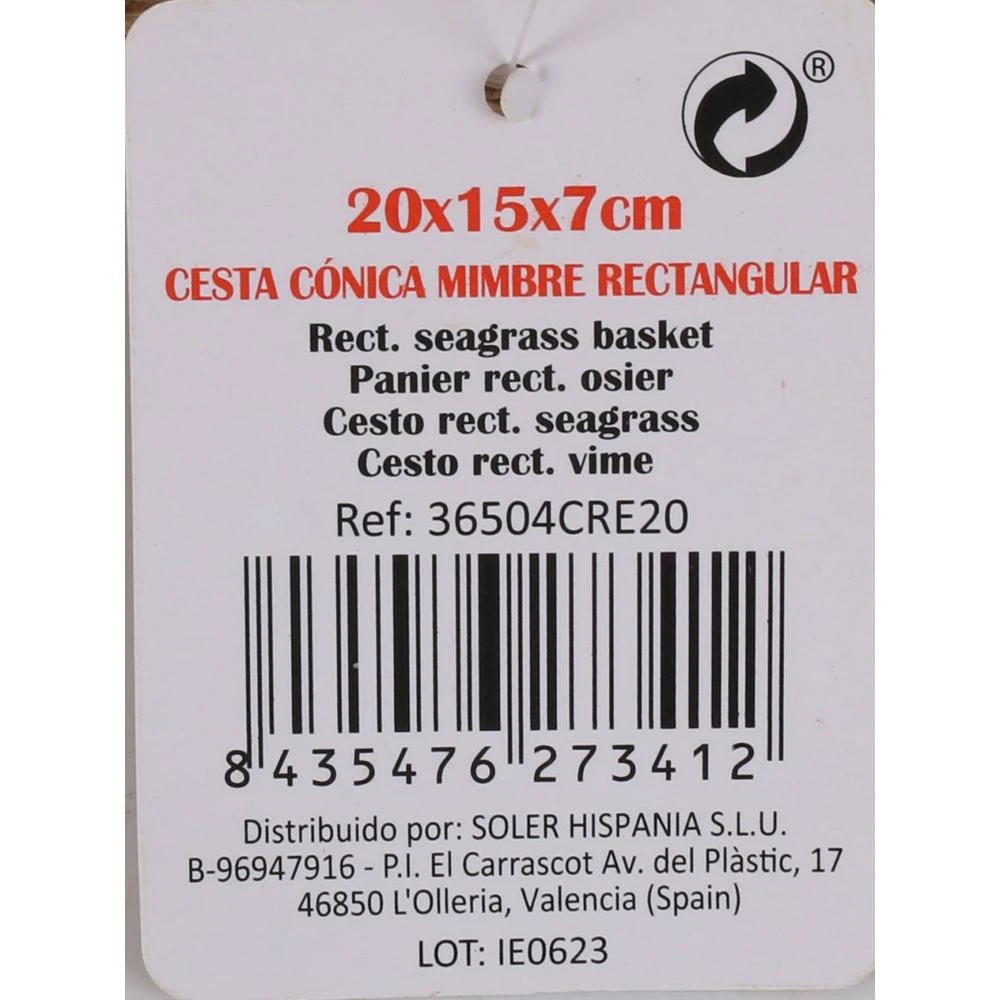 ®
20x15x7cm
CESTA CÓNICA MIMBRE RECTANGULAR
Rect. seagrass basket
Panier rect. osier
Cesto rect. seagrass
Cesto rect. vime
Ref: 36504CRE20
8 435476 273412
Distribuido por: SOLER HISPANIA S.L.U.
B-96947916 - P.I. El Carrascot Av. del Plàstic, 17
46850 L'Olleria, Valencia (Spain)
LOT: IE0623